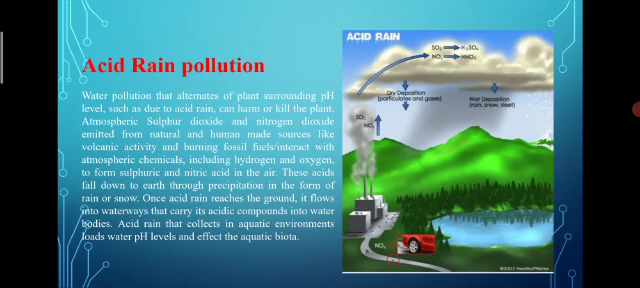 Acid Rain pollution
Water pollution that alternates of plant surrounding pH
level, such as due to acid rain, can harm or kill the plant.
Atmospheric Sulphur dioxide and nitrogen dioxide
emitted from natural and human made sources like
volcanic activity and burning fossil fuels/interact with
atmospheric chemicals, including hydrogen and oxygen,
to form sulphuric and nitric acid in the air. These acids
fall down to earth through precipitation in the form of
rain or snow. Once acid rain reaches the ground, it flows
into waterways that carry its acidic compounds into water
bodies. Acid rain that collects in aquatic environments
loads water pH levels and effect the aquatic biota.
ACID RAIN
SO₂ H₂SO₄
NOₓ HNO₃
Dry Deposition
(particulates and gases)
Wet Deposition
(rain, snow, sleet)
SO₂
NOₓ
NOₓ
©2007 HowStuffWorks